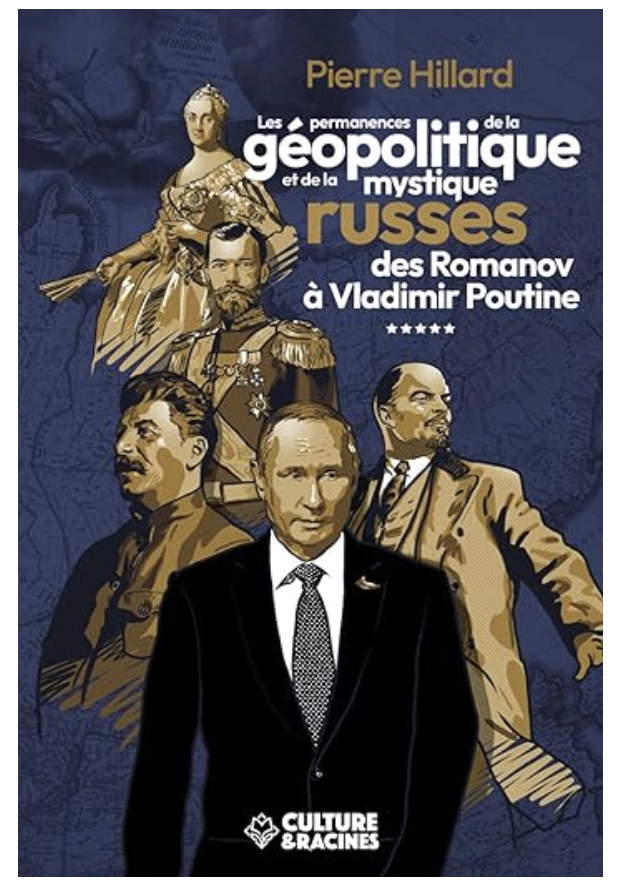 Pierre Hillard
Les permanences de la
géopolitique
et de la mystique
russes
des Romanov
à Vladimir Poutine
CULTURE
&RACINES